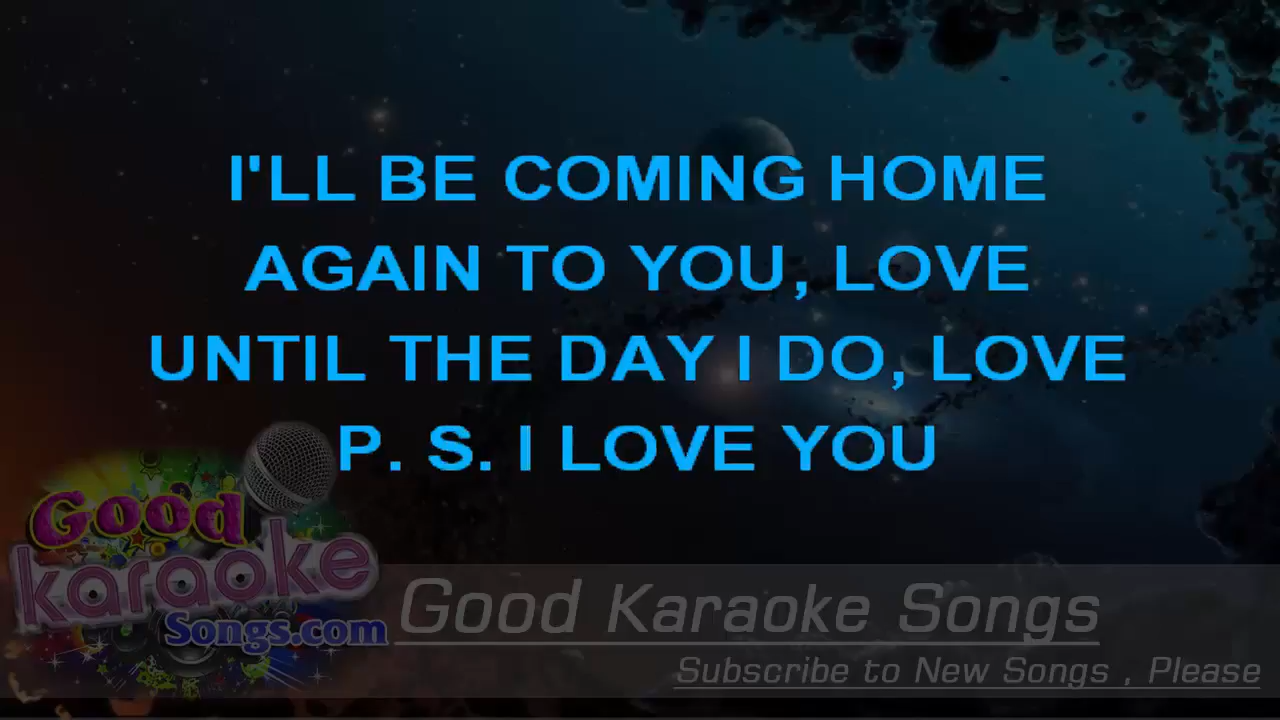 I'LL BE COMING HOME
AGAIN TO YOU, LOVE
UNTIL THE DAY I DO, LOVE
P. S. I LOVE YOU
Good
karaoke
Songs.com
Good Karaoke Songs
Subscribe to New Songs , Please